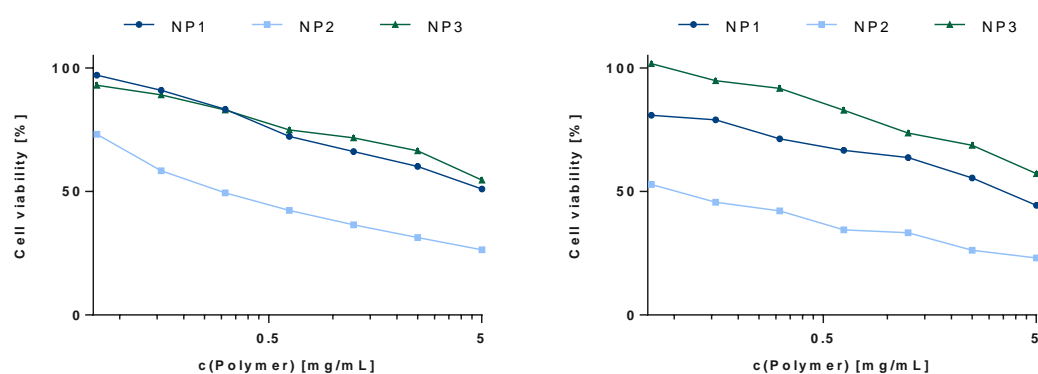 NP1 NP2 NP3
100
50
0
Cell viability [%]
0.5 5
c(Polymer) [mg/mL]
NP1 NP2 NP3
100
50
0
Cell viability [%]
0.5 5
c(Polymer) [mg/mL]